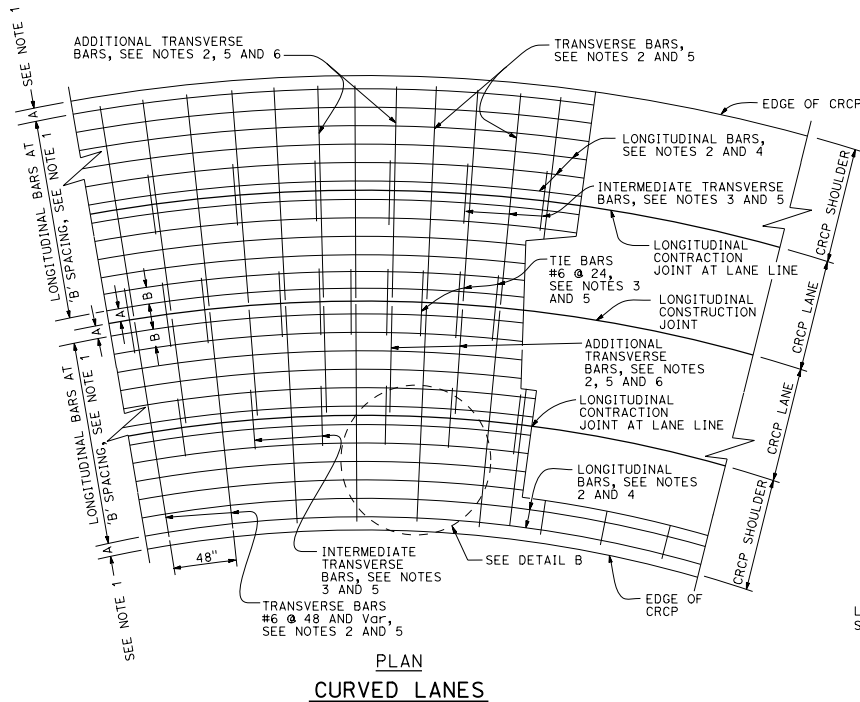 SEE NOTE 1
A
LONGITUDINAL BARS AT
'B' SPACING, SEE NOTE 1
A
LONGITUDINAL BARS AT
'B' SPACING, SEE NOTE 1
A
SEE NOTE 1
ADDITIONAL TRANSVERSE
BARS, SEE NOTES 2, 5 AND 6
TRANSVERSE BARS,
SEE NOTES 2 AND 5
EDGE OF CRCP
LONGITUDINAL BARS,
SEE NOTES 2 AND 4
INTERMEDIATE TRANSVERSE
BARS, SEE NOTES 3 AND 5
LONGITUDINAL
CONTRACTION
JOINT AT LANE LINE
TIE BARS
#6 @ 24,
SEE NOTES 3
AND 5
LONGITUDINAL
CONSTRUCTION
JOINT
ADDITIONAL
TRANSVERSE
BARS, SEE NOTES
2, 5 AND 6
LONGITUDINAL
CONTRACTION
JOINT AT LANE LINE
LONGITUDINAL
BARS, SEE NOTES
2 AND 4
CRCP SHOULDER
CRCP LANE
CRCP LANE
CRCP SHOULDER
A
B
B
48"
INTERMEDIATE
TRANSVERSE
BARS, SEE NOTES
3 AND 5
SEE DETAIL B
TRANSVERSE BARS
#6 @ 48 AND Var,
SEE NOTES 2 AND 5
EDGE OF
CRCP
L
S
PLAN
CURVED LANES